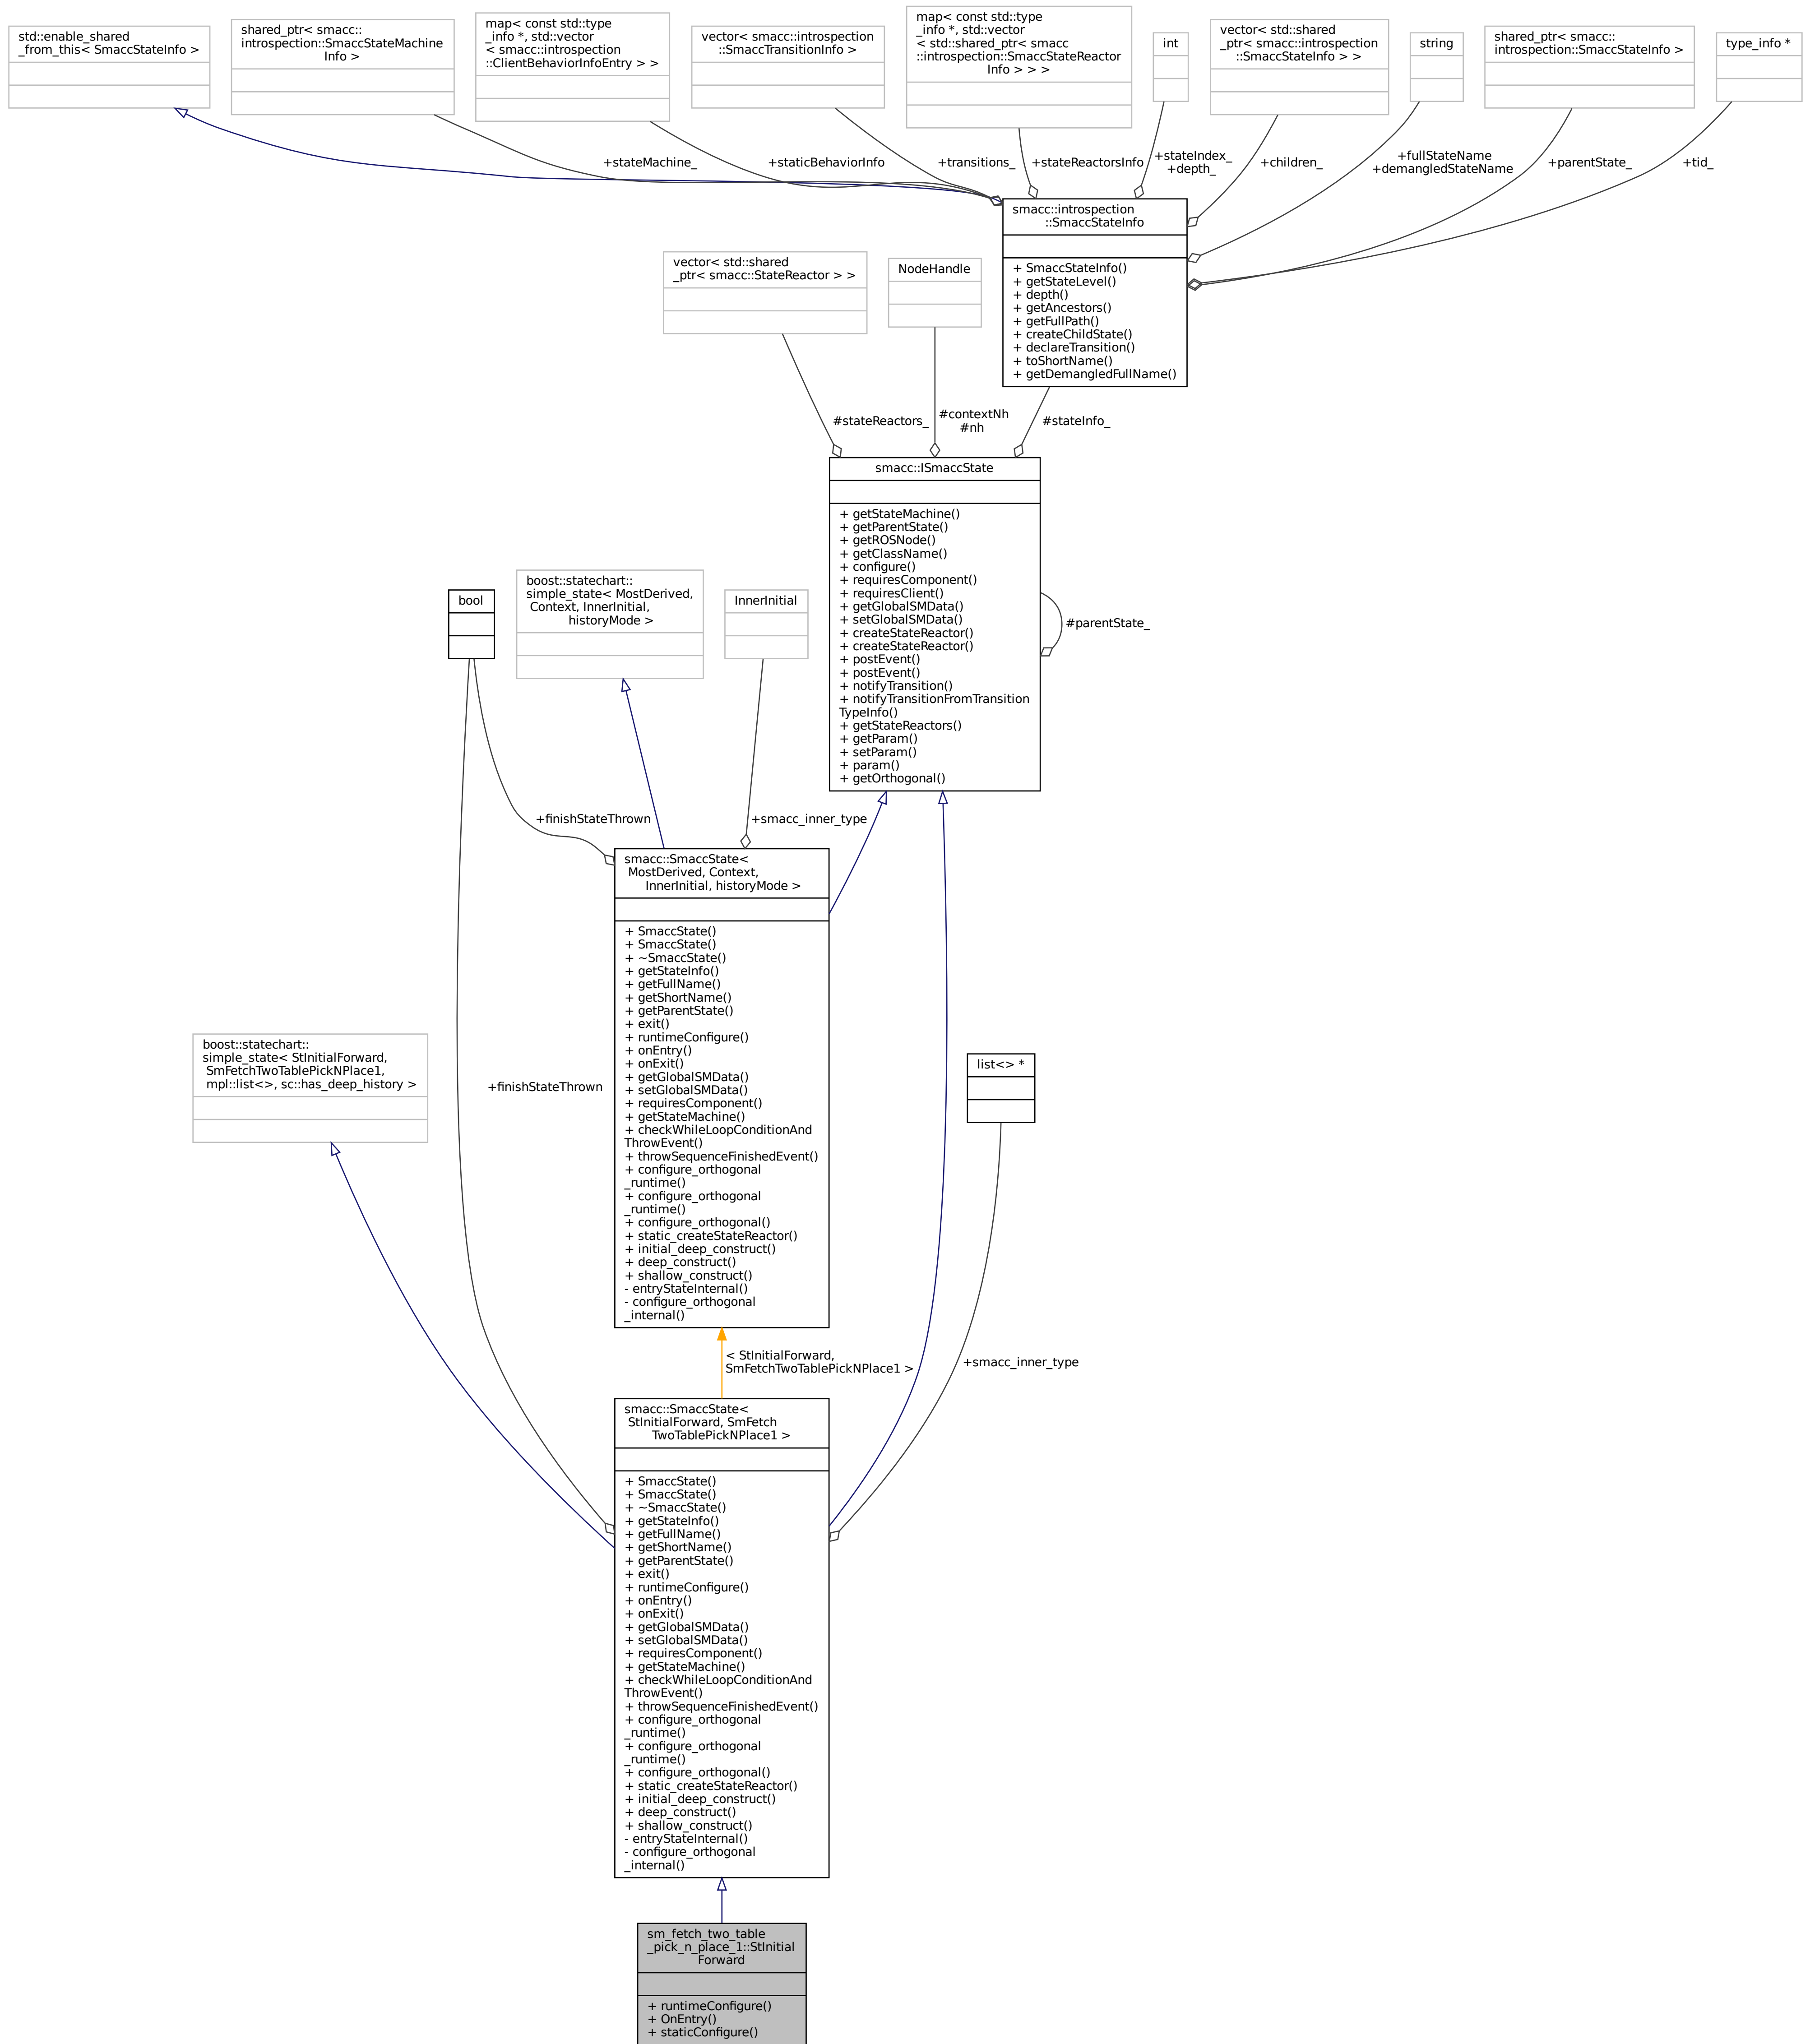 std::enable_shared
_from_this< SmaccStateInfo >
shared_ptr< smacc::
introspection::SmaccStateMachine
Info >
map< const std::type
_info *, std::vector
< smacc::introspection
::ClientBehaviorInfoEntry > >
vector< smacc::introspection
::SmaccTransitionInfo >
map< const std::type
_info *, std::vector
< std::shared_ptr< smacc
::introspection::SmaccStateReactor
Info > > >
int
vector< std::shared
_ptr< smacc::introspection
::SmaccStateInfo > >
string
shared_ptr< smacc::
introspection::SmaccStateInfo >
type_info *
+stateMachine_
+staticBehaviorInfo
+transitions_
+stateReactorsInfo
+stateIndex_
+depth_
+children_
+fullStateName
+demangledStateName
+parentState_
+tid_
smacc::introspection
::SmaccStateInfo
+ SmaccStateInfo()
+ getStateLevel()
+ depth()
+ getAncestors()
+ getFullPath()
+ createChildState()
+ declareTransition()
+ toShortName()
+ getDemangledFullName()
vector< std::shared
_ptr< smacc::StateReactor > >
NodeHandle
#stateReactors_
#contextNh
#nh
#stateInfo_
smacc::ISmaccState
+ getStateMachine()
+ getParentState()
+ getROSNode()
+ getClassName()
+ configure()
+ requiresComponent()
+ requiresClient()
+ getGlobalSMData()
+ setGlobalSMData()
+ createStateReactor()
+ createStateReactor()
+ postEvent()
+ postEvent()
+ notifyTransition()
+ notifyTransitionFromTransition
TypeInfo()
+ getStateReactors()
+ getParam()
+ setParam()
+ param()
+ getOrthogonal()
#parentState_
bool
boost::statechart::
simple_state< MostDerived,
Context, InnerInitial,
historyMode >
InnerInitial
+finishStateThrown
+smacc_inner_type
smacc::SmaccState<
MostDerived, Context,
InnerInitial, historyMode >
+ SmaccState()
+ SmaccState()
+ ~SmaccState()
+ getStateInfo()
+ getFullName()
+ getShortName()
+ getParentState()
+ exit()
+ runtimeConfigure()
+ onEntry()
+ onExit()
+ getGlobalSMData()
+ setGlobalSMData()
+ requiresComponent()
+ getStateMachine()
+ checkWhileLoopConditionAnd
ThrowEvent()
+ throwSequenceFinishedEvent()
+ configure_orthogonal
_runtime()
+ configure_orthogonal
_runtime()
+ configure_orthogonal()
+ static_createStateReactor()
+ initial_deep_construct()
+ deep_construct()
+ shallow_construct()
- entryStateInternal()
- configure_orthogonal
_internal()
boost::statechart::
simple_state< StInitialForward,
SmFetchTwoTablePickNPlace1,
mpl::list<>, sc::has_deep_history >
+finishStateThrown
list<> *
< StInitialForward,
SmFetchTwoTablePickNPlace1 >
+smacc_inner_type
smacc::SmaccState<
StInitialForward, SmFetch
TwoTablePickNPlace1 >
+ SmaccState()
+ SmaccState()
+ ~SmaccState()
+ getStateInfo()
+ getFullName()
+ getShortName()
+ getParentState()
+ exit()
+ runtimeConfigure()
+ onEntry()
+ onExit()
+ getGlobalSMData()
+ setGlobalSMData()
+ requiresComponent()
+ getStateMachine()
+ checkWhileLoopConditionAnd
ThrowEvent()
+ throwSequenceFinishedEvent()
+ configure_orthogonal
_runtime()
+ configure_orthogonal
_runtime()
+ configure_orthogonal()
+ static_createStateReactor()
+ initial_deep_construct()
+ deep_construct()
+ shallow_construct()
- entryStateInternal()
- configure_orthogonal
_internal()
sm_fetch_two_table
_pick_n_place_1::StInitial
Forward
+ runtimeConfigure()
+ OnEntry()
+ staticConfigure()